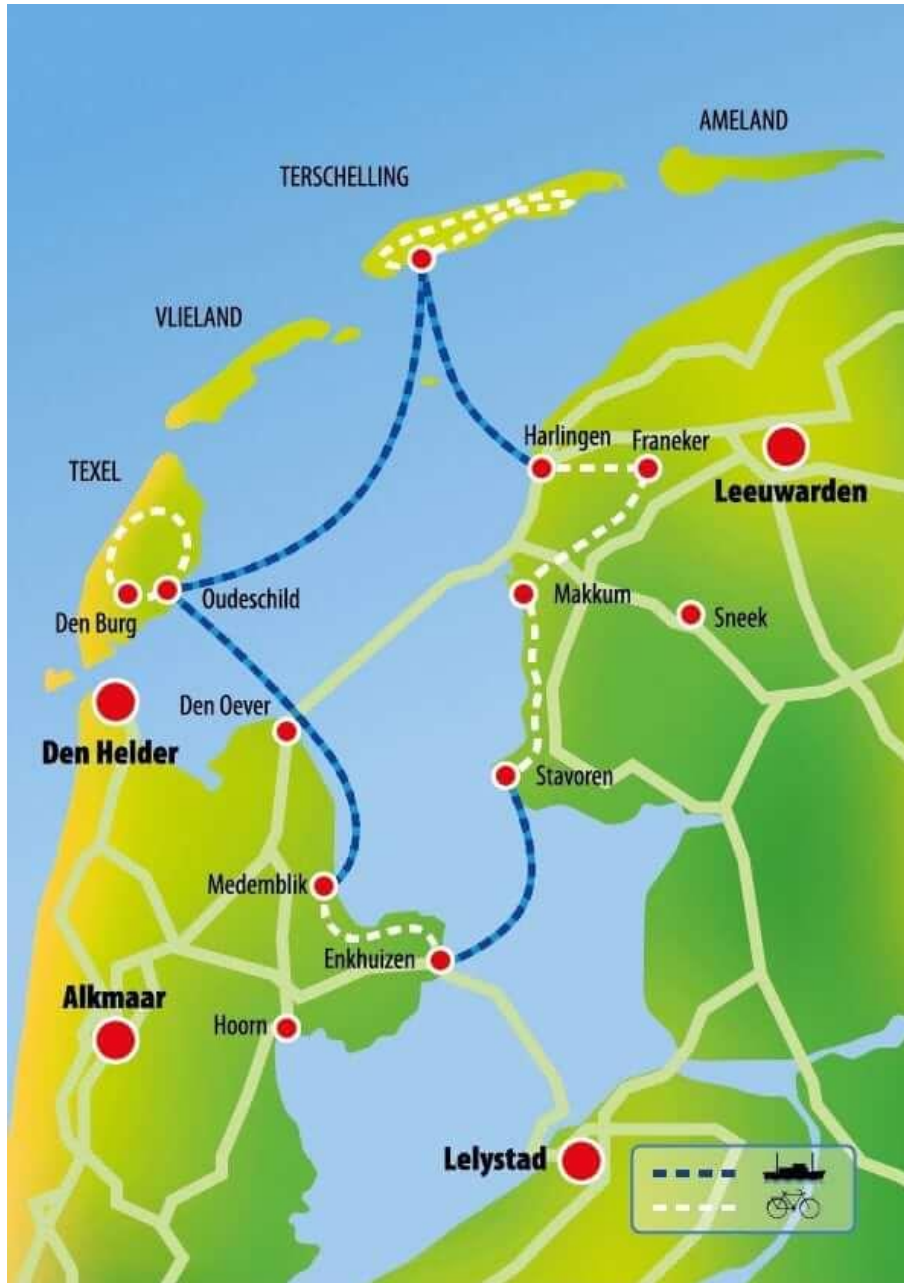 AMELAND
TERSCHELLING
VLIELAND
Harlingen
Franeker
TEXEL
Leeuwarden
Oudeschild
Makkum
Den Burg
Sneek
Den Oever
Den Helder
Stavoren
Medemblik
Enkhuizen
Alkmaar
Hoorn
Lelystad